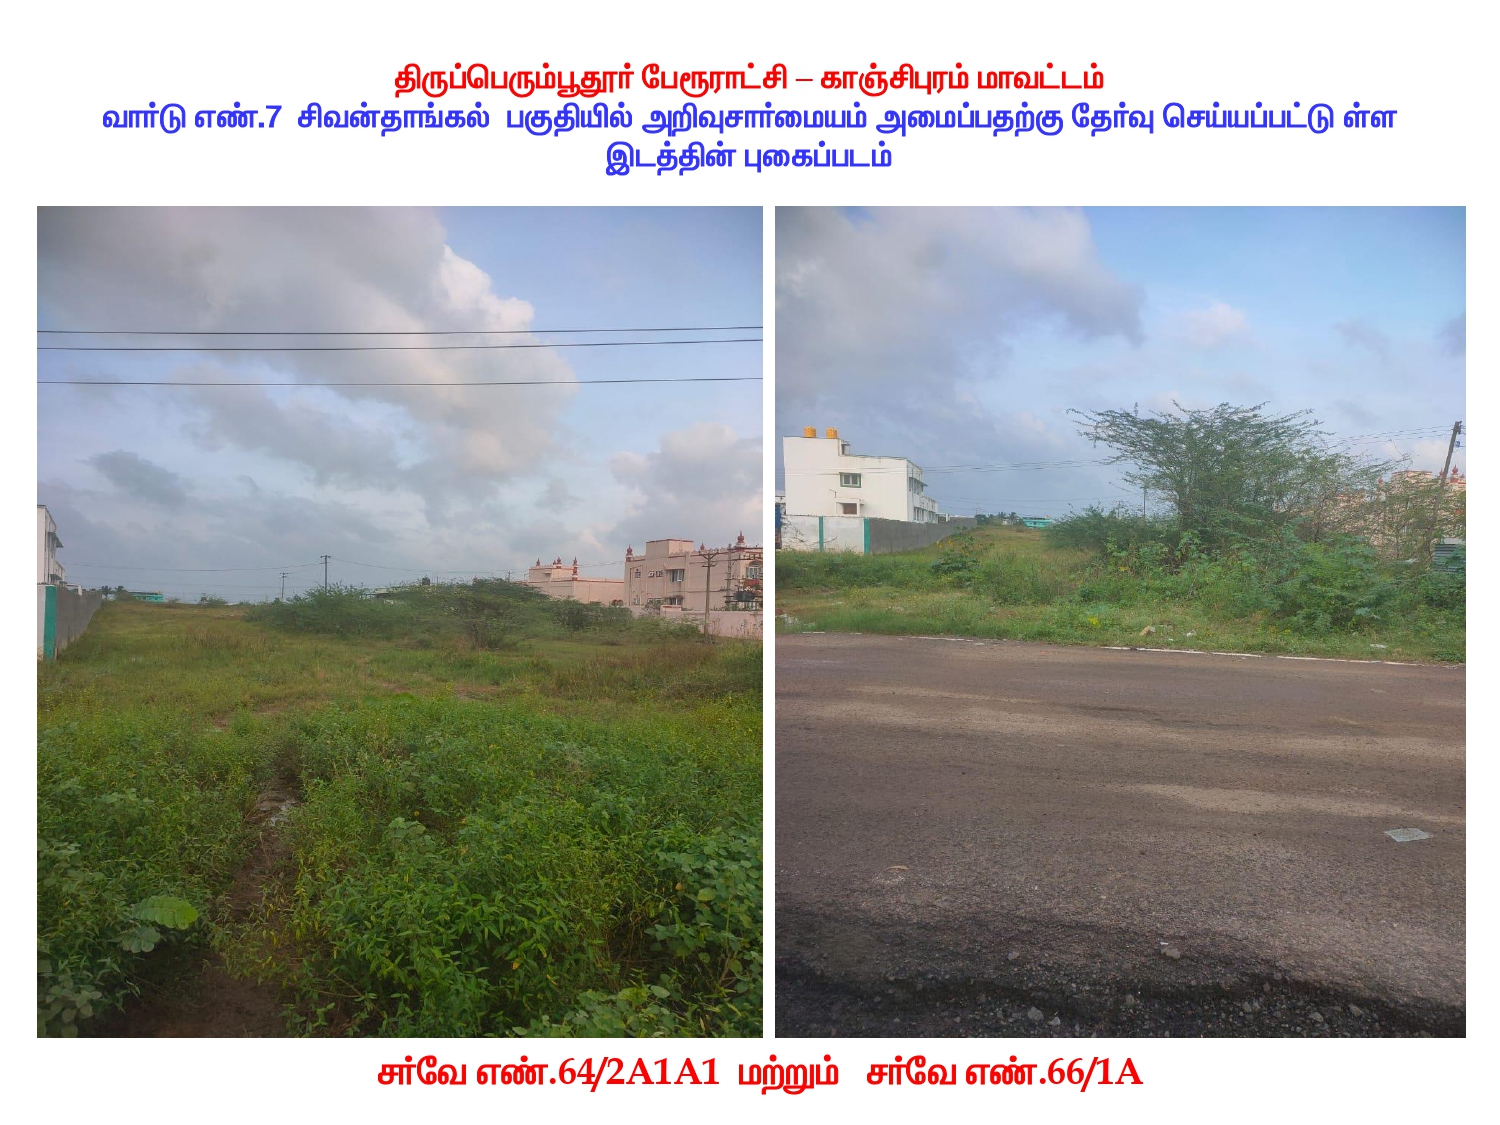 திருப்பெரும்பூதூர் பேரூராட்சி – காஞ்சிபுரம் மாவட்டம்
வார்டு எண்.7 சிவன்தாங்கல் பகுதியில் அறிவுசார்மையம் அமைப்பதற்கு தேர்வு செய்யப்பட்டு ள்ள
இடத்தின் புகைப்படம்
சர்வே எண்.64/2A1A1 மற்றும் சர்வே எண்.66/1A